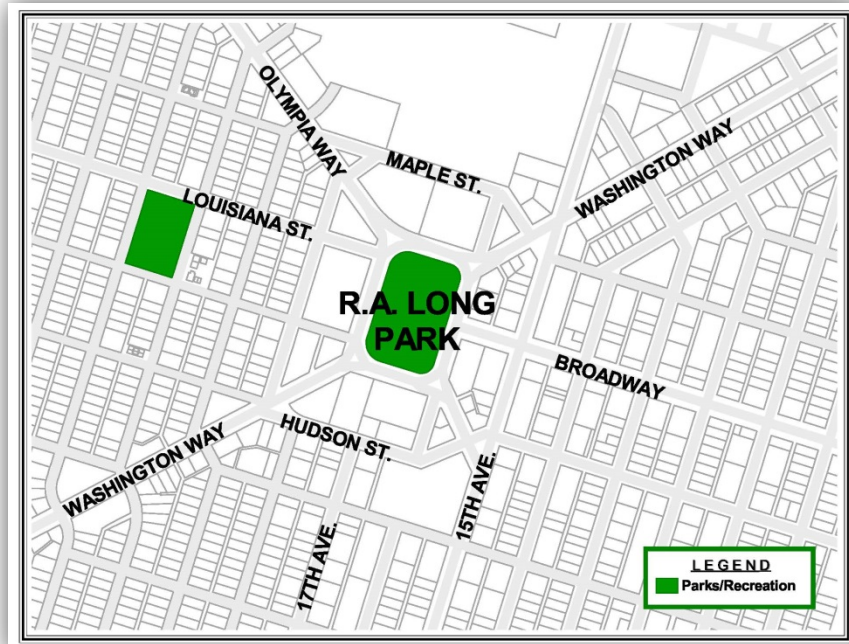 OLYMPIA WAY
MAPLE ST.
WASHINGTON WAY
LOUISIANA ST.
R.A. LONG
PARK
BROADWAY
HUDSON ST.
WASHINGTON WAY
15TH AVE.
17TH AVE.
LEGEND
Parks/Recreation